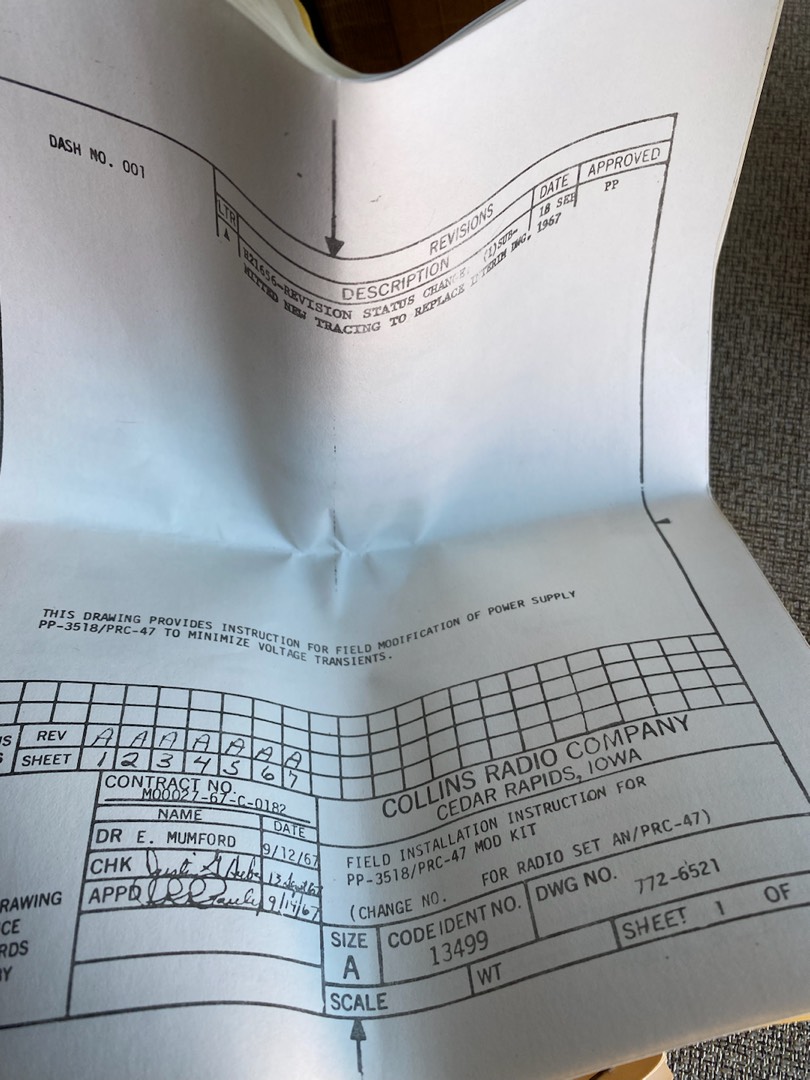 DASH NO. 001
REVISIONS
LTR DESCRIPTION DATE APPROVED
A R21656-REVISION STATUS CHANGE. (1)SUB- 18 SEP PP
MITTED NEW TRACING TO REPLACE INTERIM DWG. 1967
THIS DRAWING PROVIDES INSTRUCTION FOR FIELD MODIFICATION OF POWER SUPPLY
PP-3518/PRC-47 TO MINIMIZE VOLTAGE TRANSIENTS.
REV A A A A A A A
SHEET 1 2 3 4 5 6 7
CONTRACT NO.
M00027-67-C-0182
NAME DATE
DR E. MUMFORD 9/12/67
CHK
APPD 9/14/67
COLLINS RADIO COMPANY
CEDAR RAPIDS, IOWA
FIELD INSTALLATION INSTRUCTION FOR
PP-3518/PRC-47 MOD KIT
(CHANGE NO. FOR RADIO SET AN/PRC-47)
SIZE
A
CODE IDENT NO.
13499
DWG NO.
772-6521
SCALE
WT
SHEET 1 OF